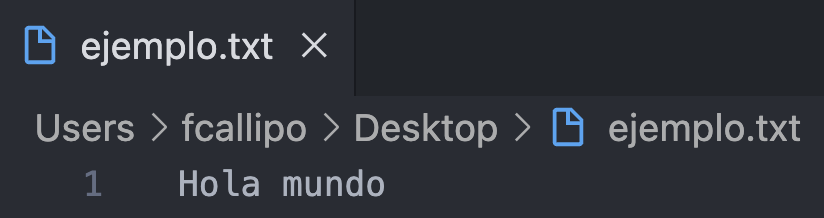 ejemplo.txt
Users > fcallipo > Desktop > ejemplo.txt
1 Hola mundo